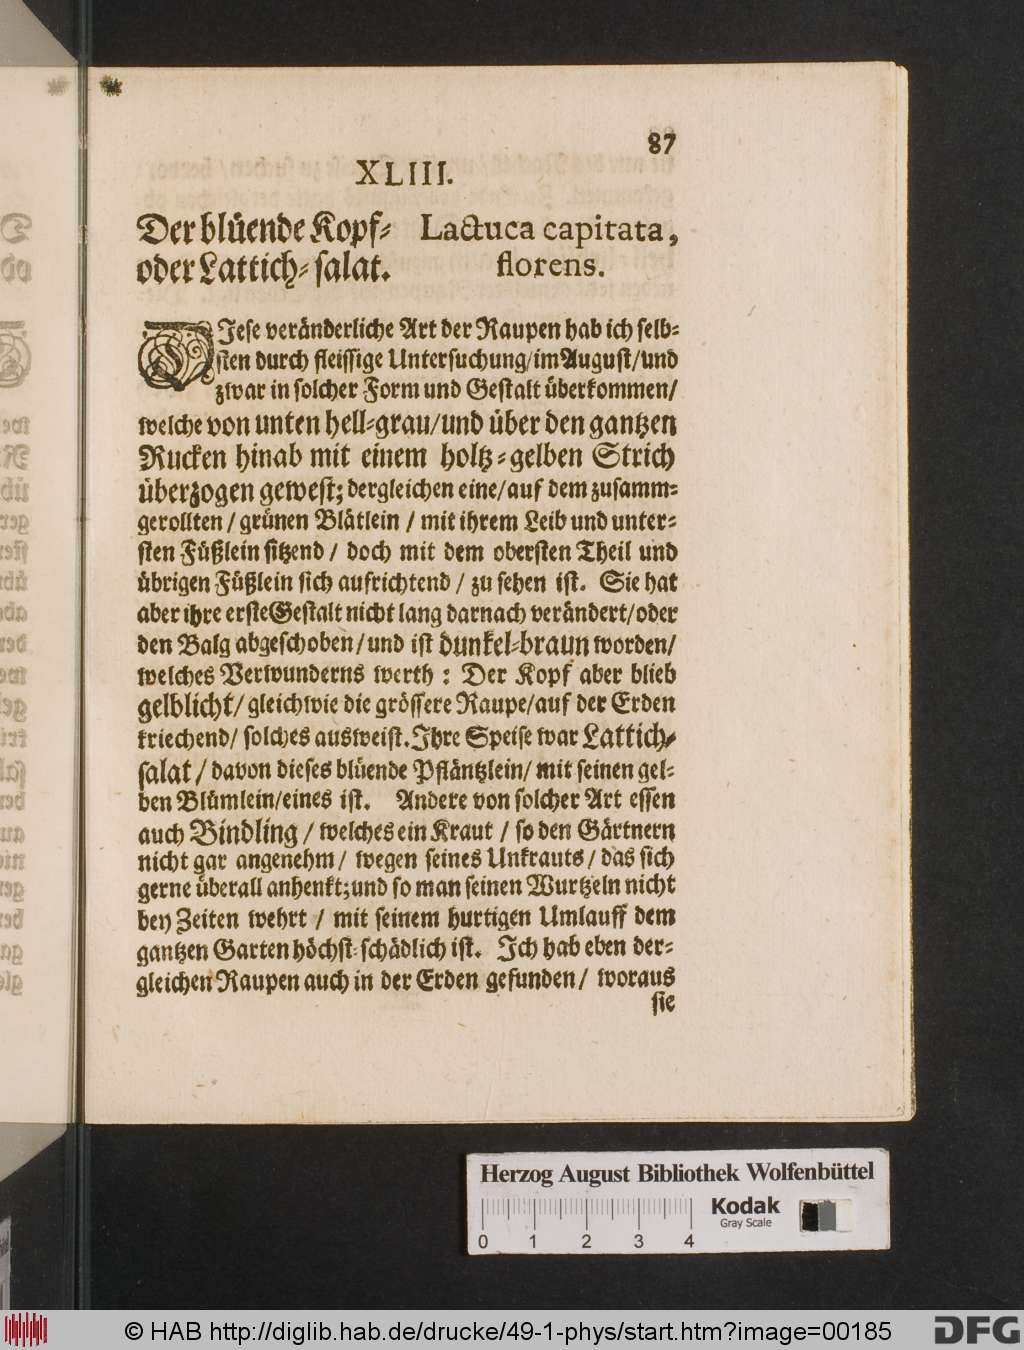 87
XLIII.
Der blüende Kopf-
oder Lattich-salat.
Lactuca capitata,
florens.
DIese veränderliche Art der Raupen hab ich selb-
sten durch fleissige Untersuchung/im August/und
zwar in solcher Form und Gestalt überkommen/
welche von unten hell-grau/und über den gantzen
Rucken hinab mit einem holtz-gelben Strich
überzogen gewest; dergleichen eine/auf dem zusamm-
gerollten / grünen Blätlein / mit ihrem Leib und unter-
sten Füßlein sitzend / doch mit dem obersten Theil und
übrigen Füßlein sich aufrichtend / zu sehen ist. Sie hat
aber ihre erste Gestalt nicht lang darnach verändert/oder
den Balg abgeschoben/und ist dunkel-braun worden/
welches Verwunderns werth : Der Kopf aber blieb
gelblicht/gleichwie die grössere Raupe/auf der Erden
kriechend/ solches ausweist. Ihre Speise war Lattich-
salat / davon dieses blüende Pfläntzlein/ mit seinen gel-
ben Blümlein/eines ist. Andere von solcher Art essen
auch Bindling / welches ein Kraut / so den Gärtnern
nicht gar angenehm/ wegen seines Unkrauts / das sich
gerne überall anhenkt;und so man seinen Wurtzeln nicht
bey Zeiten wehrt / mit seinem hurtigen Umlauff dem
gantzen Garten höchst-schädlich ist. Ich hab eben der-
gleichen Raupen auch in der Erden gefunden/ woraus
sie
Herzog August Bibliothek Wolfenbüttel
Kodak
Gray Scale
0 1 2 3 4
© HAB http://diglib.hab.de/drucke/49-1-phys/start.htm?image=00185
DFG